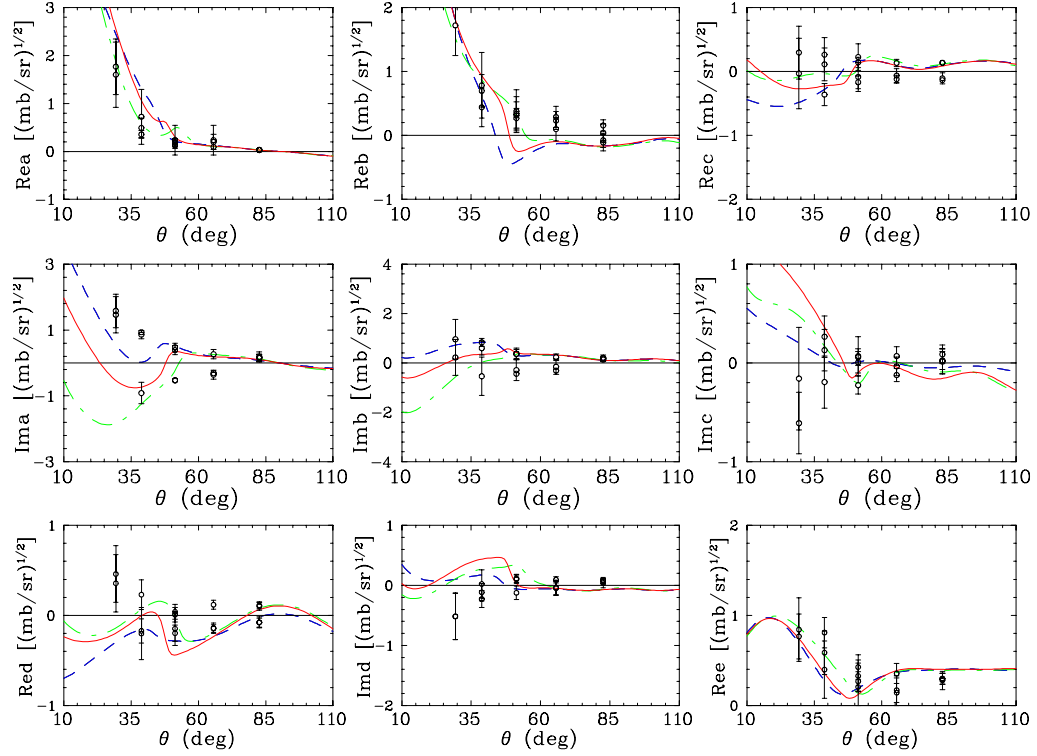 4
3
2
1
0
−1
Rea [(mb/sr)^1/2]
10 35 60 85 110
θ (deg)
2
1
0
−1
Reb [(mb/sr)^1/2]
10 35 60 85 110
θ (deg)
1
0
−1
−2
Rec [(mb/sr)^1/2]
10 35 60 85 110
θ (deg)
3
1
−1
−3
Ima [(mb/sr)^1/2]
10 35 60 85 110
θ (deg)
4
2
0
−2
−4
Imb [(mb/sr)^1/2]
10 35 60 85 110
θ (deg)
1
0
−1
Imc [(mb/sr)^1/2]
10 35 60 85 110
θ (deg)
1
0
−1
Red [(mb/sr)^1/2]
10 35 60 85 110
θ (deg)
1
0
−1
−2
Imd [(mb/sr)^1/2]
10 35 60 85 110
θ (deg)
2
1
0
Ree [(mb/sr)^1/2]
10 35 60 85 110
θ (deg)